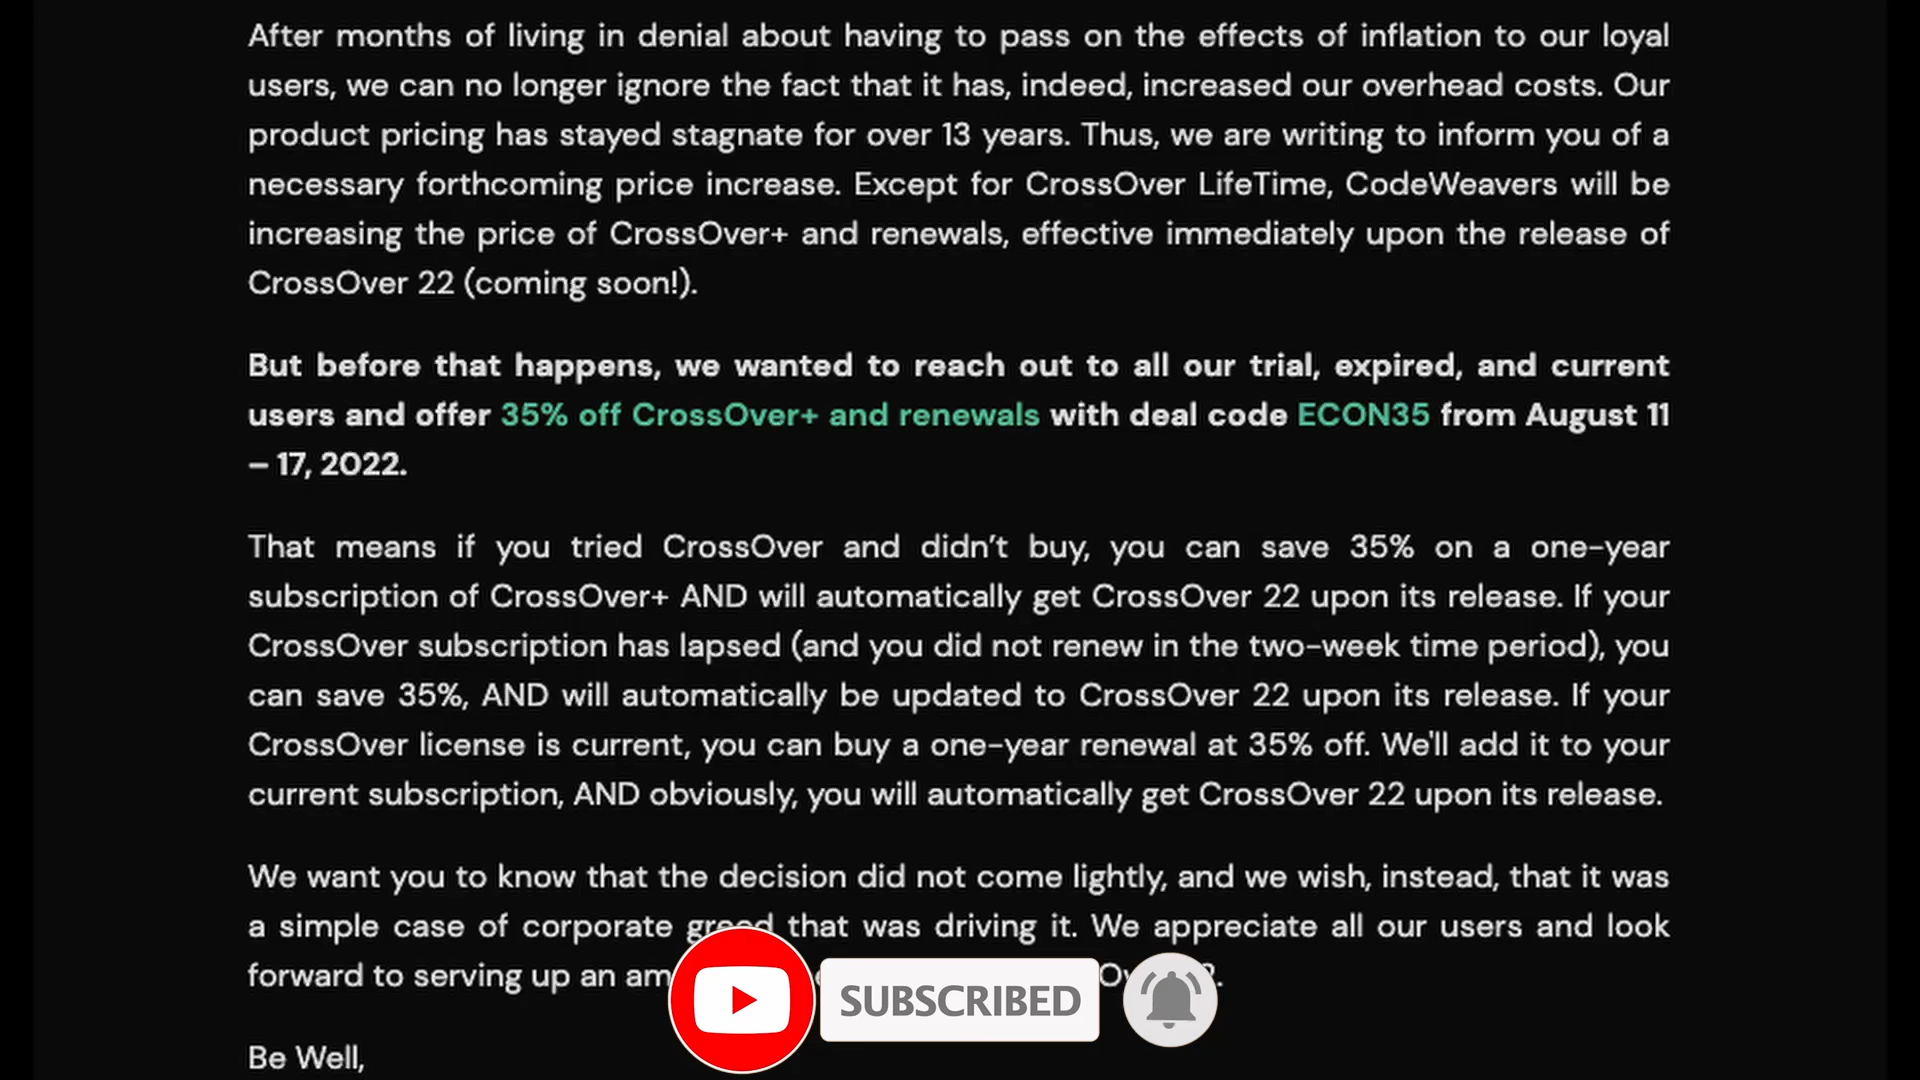 After months of living in denial about having to pass on the effects of inflation to our loyal
users, we can no longer ignore the fact that it has, indeed, increased our overhead costs. Our
product pricing has stayed stagnate for over 13 years. Thus, we are writing to inform you of a
necessary forthcoming price increase. Except for CrossOver LifeTime, CodeWeavers will be
increasing the price of CrossOver+ and renewals, effective immediately upon the release of
CrossOver 22 (coming soon!).
But before that happens, we wanted to reach out to all our trial, expired, and current
users and offer 35% off CrossOver+ and renewals with deal code ECON35 from August 11
– 17, 2022.
That means if you tried CrossOver and didn’t buy, you can save 35% on a one-year
subscription of CrossOver+ AND will automatically get CrossOver 22 upon its release. If your
CrossOver subscription has lapsed (and you did not renew in the two-week time period), you
can save 35%, AND will automatically be updated to CrossOver 22 upon its release. If your
CrossOver license is current, you can buy a one-year renewal at 35% off. We'll add it to your
current subscription, AND obviously, you will automatically get CrossOver 22 upon its release.
We want you to know that the decision did not come lightly, and we wish, instead, that it was
a simple case of corporate greed that was driving it. We appreciate all our users and look
forward to serving up an
SUBSCRIBED
Be Well,